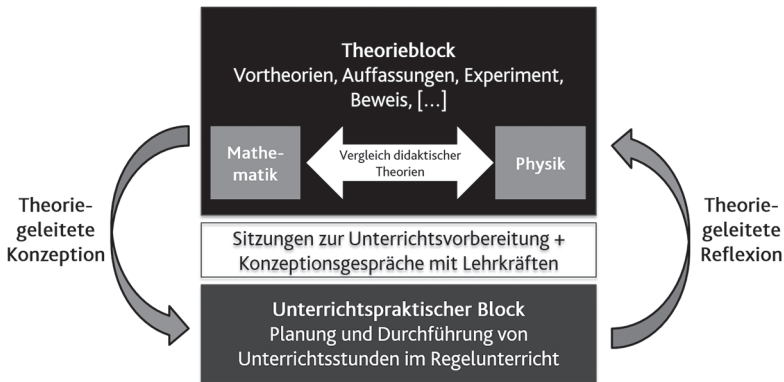 Theorieblock
Vortheorien, Auffassungen, Experiment,
Beweis, […]
Mathe-
matik
Vergleich didaktischer
Theorien
Physik
Theorie-
geleitete
Konzeption
Theorie-
geleitete
Reflexion
Sitzungen zur Unterrichtsvorbereitung +
Konzeptionsgespräche mit Lehrkräften
Unterrichtspraktischer Block
Planung und Durchführung von
Unterrichtsstunden im Regelunterricht